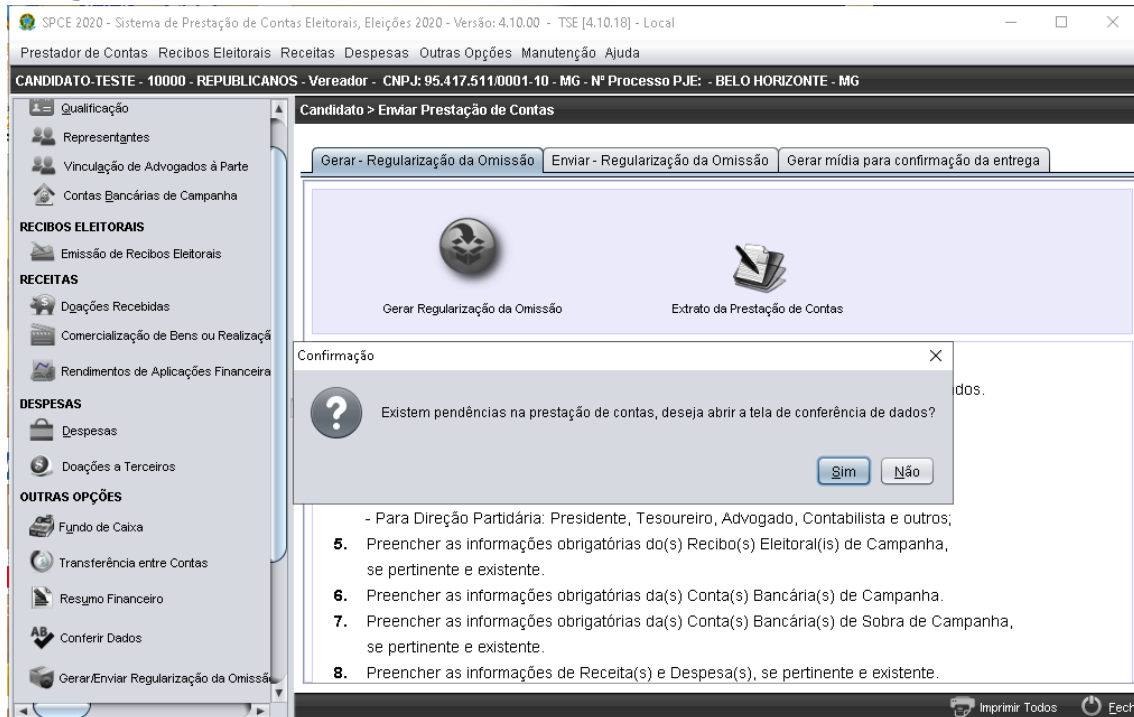 SPCE 2020 - Sistema de Prestação de Contas Eleitorais, Eleições 2020 - Versão: 4.10.00 - TSE [4.10.18] - Local
Prestador de Contas Recibos Eleitorais Receitas Despesas Outras Opções Manutenção Ajuda
CANDIDATO-TESTE - 10000 - REPUBLICANOS - Vereador - CNPJ: 95.417.511/0001-10 - MG - Nº Processo PJE: - BELO HORIZONTE - MG
Qualificação
Representantes
Vinculação de Advogados à Parte
Contas Bancárias de Campanha
RECIBOS ELEITORAIS
Emissão de Recibos Eleitorais
RECEITAS
Doações Recebidas
Comercialização de Bens ou Realizaçã
Rendimentos de Aplicações Financeira
DESPESAS
Despesas
Doações a Terceiros
OUTRAS OPÇÕES
Fundo de Caixa
Transferência entre Contas
Resumo Financeiro
Conferir Dados
Gerar/Enviar Regularização da Omissã
Candidato > Enviar Prestação de Contas
Gerar - Regularização da Omissão Enviar - Regularização da Omissão Gerar mídia para confirmação da entrega
Gerar Regularização da Omissão Extrato da Prestação de Contas
Confirmação
dos.
Existem pendências na prestação de contas, deseja abrir a tela de conferência de dados?
Sim Não
- Para Direção Partidária: Presidente, Tesoureiro, Advogado, Contabilista e outros;
5. Preencher as informações obrigatórias do(s) Recibo(s) Eleitoral(is) de Campanha,
se pertinente e existente.
6. Preencher as informações obrigatórias da(s) Conta(s) Bancária(s) de Campanha.
7. Preencher as informações obrigatórias da(s) Conta(s) Bancária(s) de Sobra de Campanha,
se pertinente e existente.
8. Preencher as informações de Receita(s) e Despesa(s), se pertinente e existente.
Imprimir Todos Fech